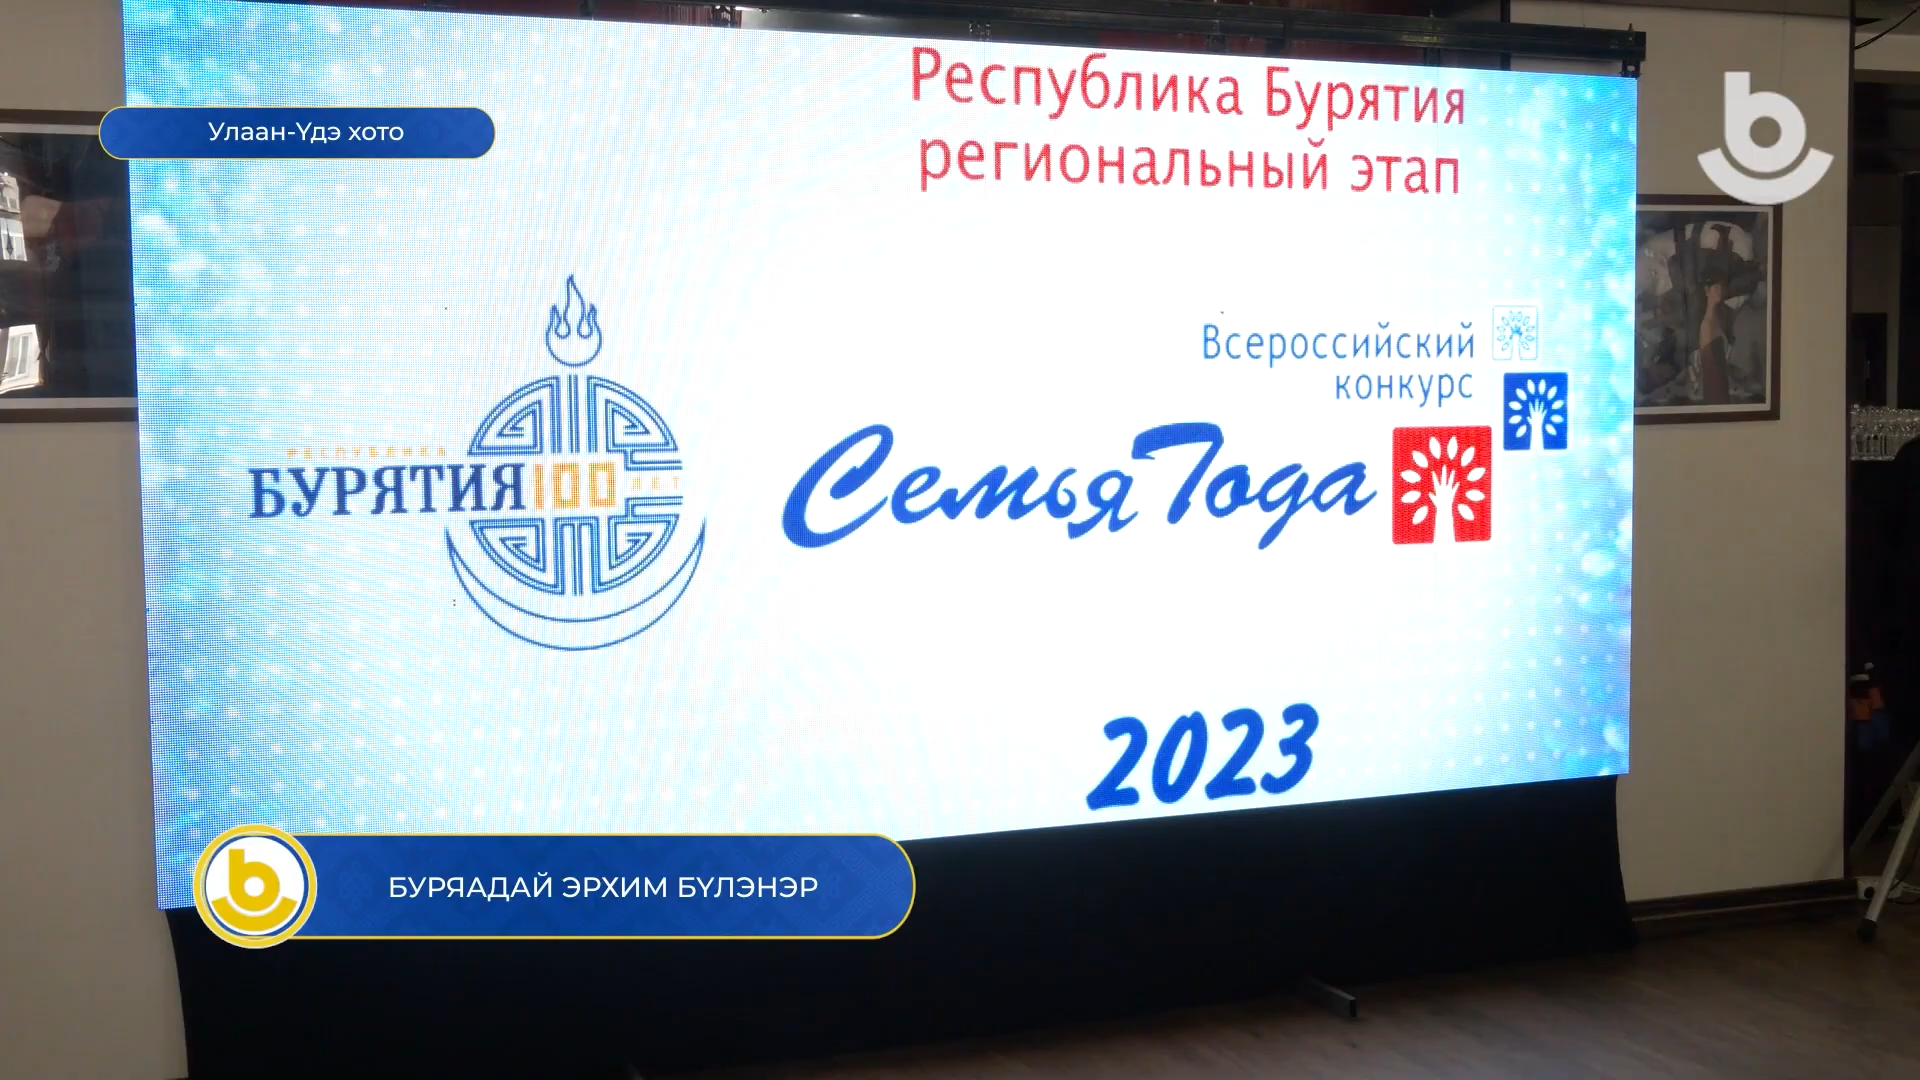 Республика Бурятия
региональный этап
Улаан-Үдэ хото
Всероссийский
конкурс
РЕСПУБЛИКА
БУРЯТИЯ 100 ЛЕТ
Семья Года
2023
БУРЯАДАЙ ЭРХИМ БҮЛЭНЭР